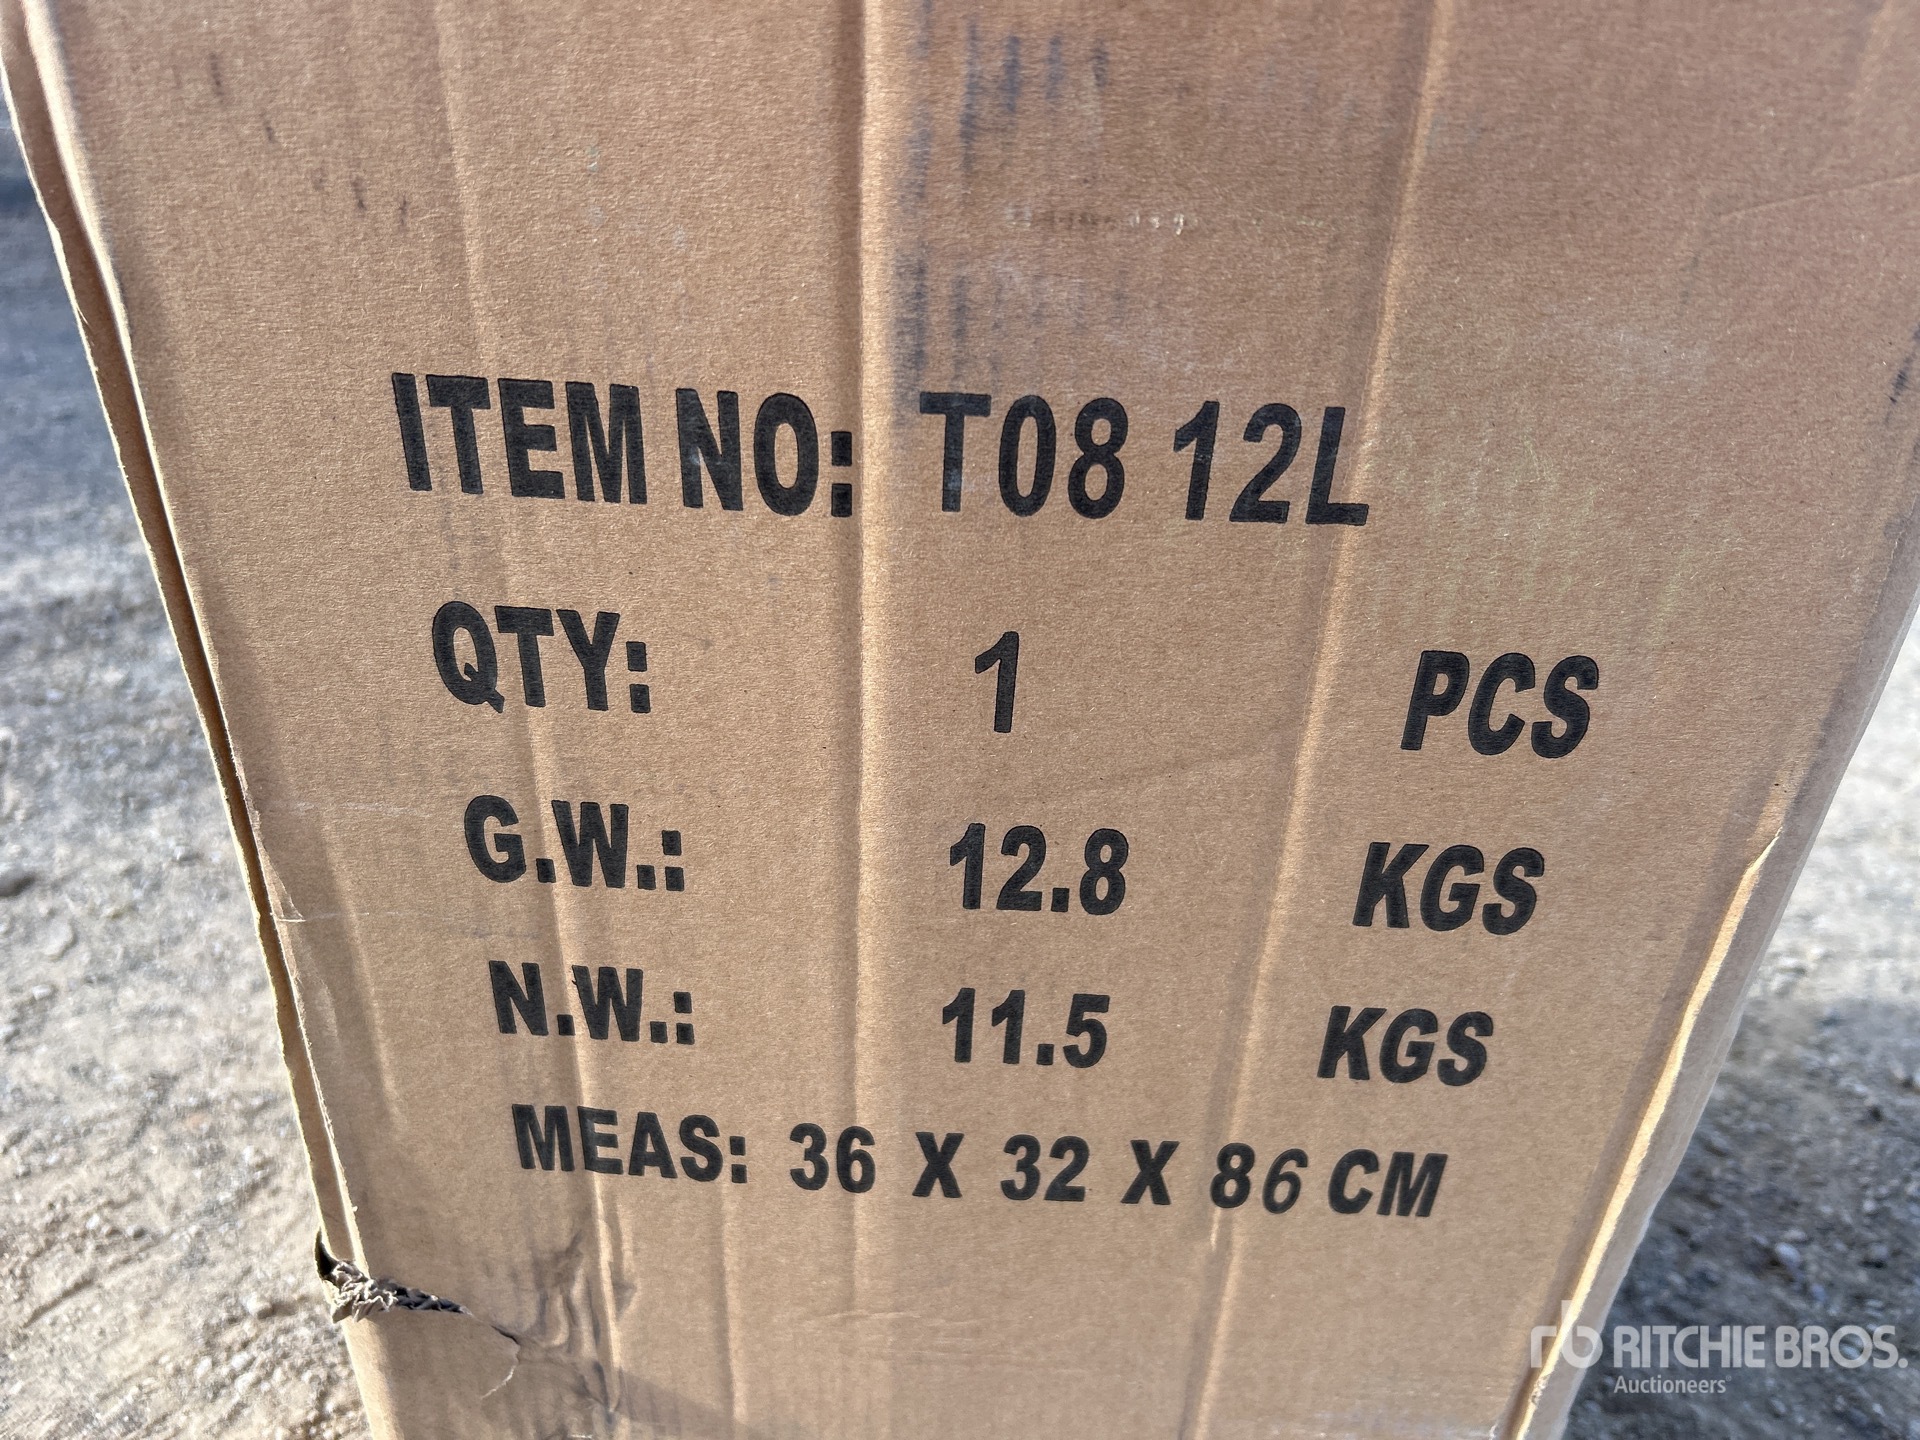 ITEM NO: T08 12L
QTY: 1 PCS
G.W.: 12.8 KGS
N.W.: 11.5 KGS
MEAS: 36 X 32 X 86 CM
rb RITCHIE BROS.
Auctioneers